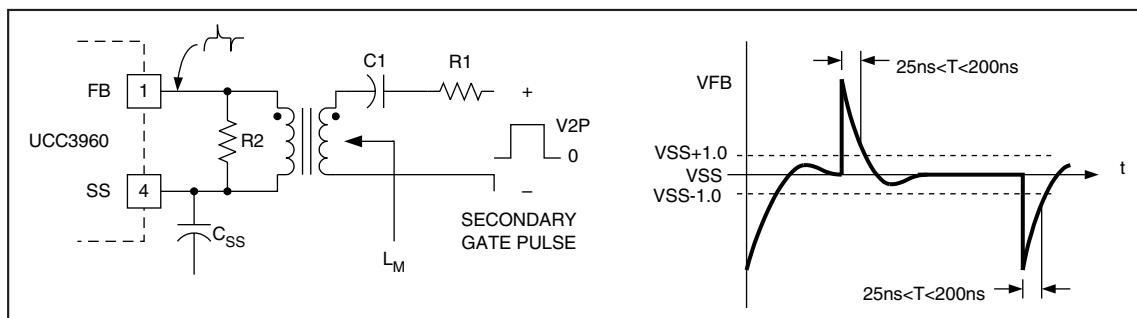 FB
1
UCC3960
SS
4
R2
C_SS
C1
R1
+
V2P
0
–
SECONDARY
GATE PULSE
L_M
VFB
25ns<T<200ns
VSS+1.0
VSS
VSS-1.0
t
25ns<T<200ns